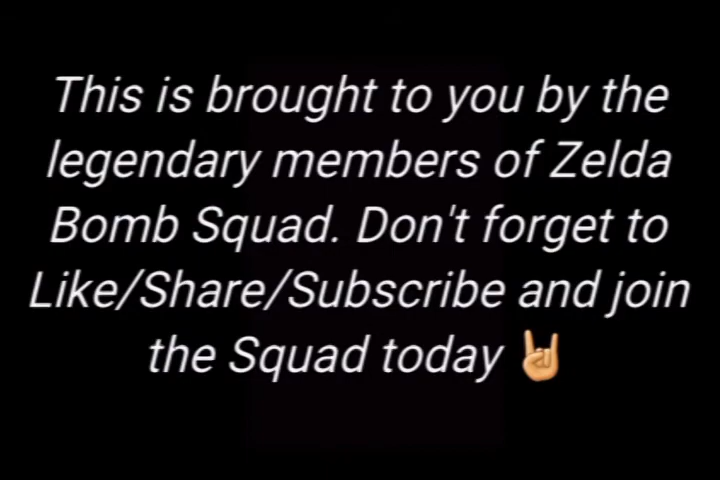 This is brought to you by the
legendary members of Zelda
Bomb Squad. Don't forget to
Like/Share/Subscribe and join
the Squad today 🤘